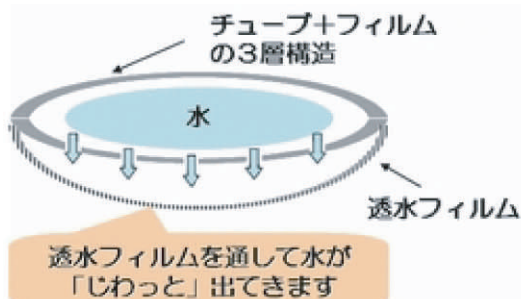 チューブ+フィルム
の3層構造
水
透水フィルム
透水フィルムを通して水が
「じわっと」出てきます